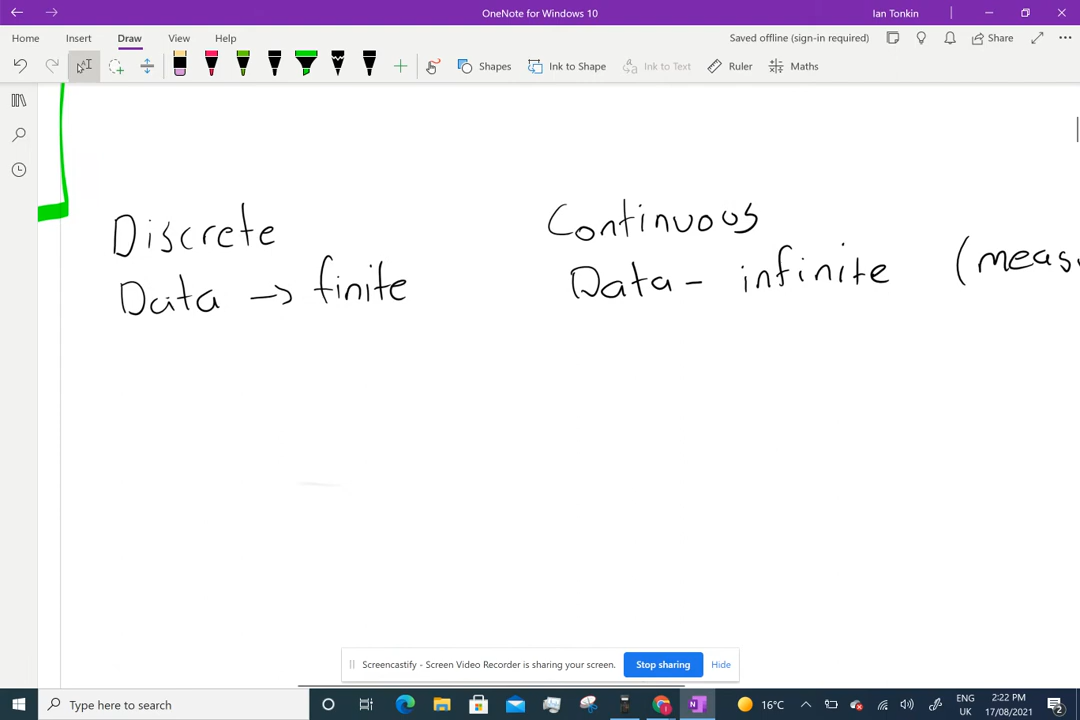 OneNote for Windows 10
Ian Tonkin
Home
Insert
Draw
View
Help
Saved offline (sign-in required)
Share
Shapes
Ink to Shape
Ink to Text
Ruler
Maths
Discrete
Data → finite
Continuous
Data - infinite (meas
Screencastify - Screen Video Recorder is sharing your screen.
Stop sharing
Hide
Type here to search
16°C
ENG
UK
2:22 PM
17/08/2021
2